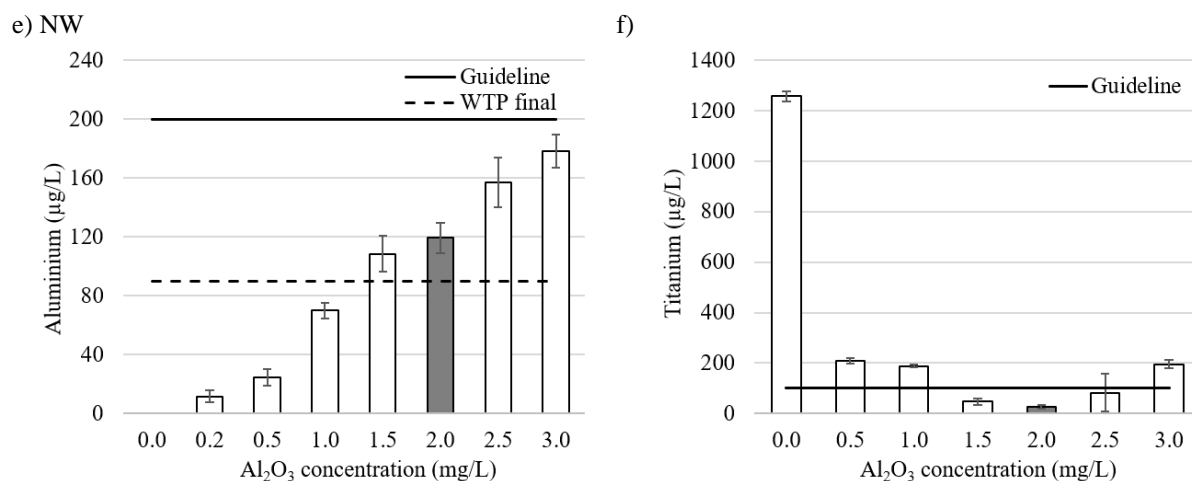 e) NW
f)
240
200
160
120
80
40
0
Aluminium (µg/L)
Guideline
WTP final
0.0 0.2 0.5 1.0 1.5 2.0 2.5 3.0
Al₂O₃ concentration (mg/L)
1400
1200
1000
800
600
400
200
0
Titanium (µg/L)
Guideline
0.0 0.5 1.0 1.5 2.0 2.5 3.0
Al₂O₃ concentration (mg/L)